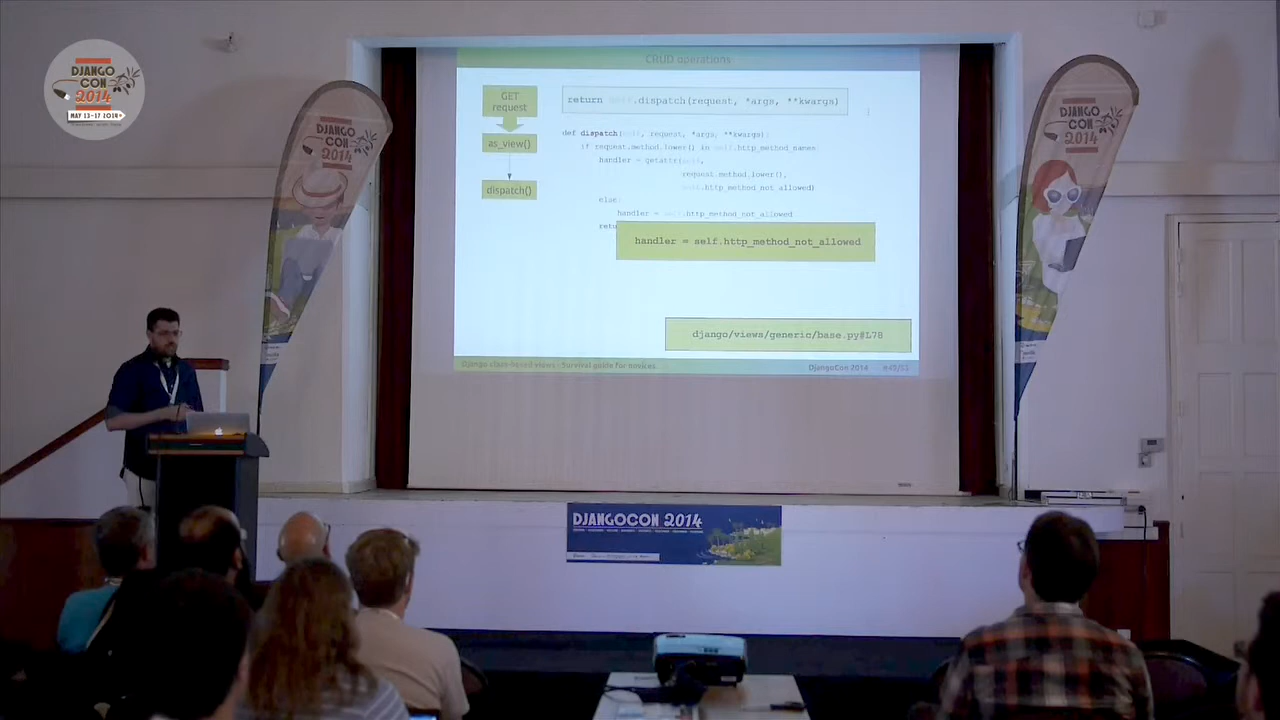 DJANGO
CON
2014
MAY 13-17 2014
DJANGO
CON
2014
DJANGO
CON
2014
CRUD operations
GET
request
as_view()
dispatch()
return self.dispatch(request, *args, **kwargs)
def dispatch(self, request, *args, **kwargs):
if request.method.lower() in self.http_method_names:
handler = getattr(self,
request.method.lower(),
self.http_method_not_allowed)
else:
handler = self.http_method_not_allowed
retu
handler = self.http_method_not_allowed
django/views/generic/base.py#L78
Django class-based views : Survival guide for novices
DjangoCon 2014
DJANGOCON 2014